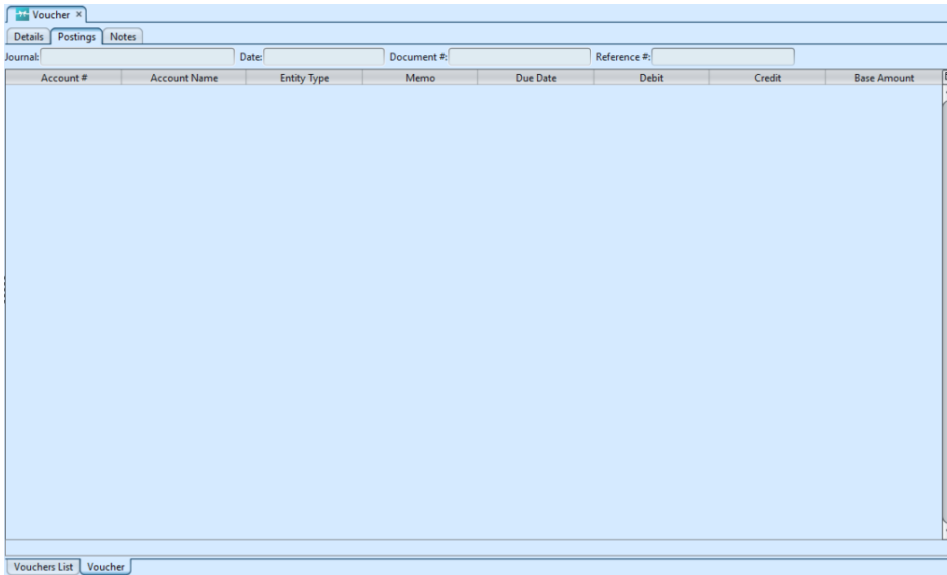 Voucher ×
Details Postings Notes
Journal: Date: Document #: Reference #:
Account # Account Name Entity Type Memo Due Date Debit Credit Base Amount
Vouchers List Voucher